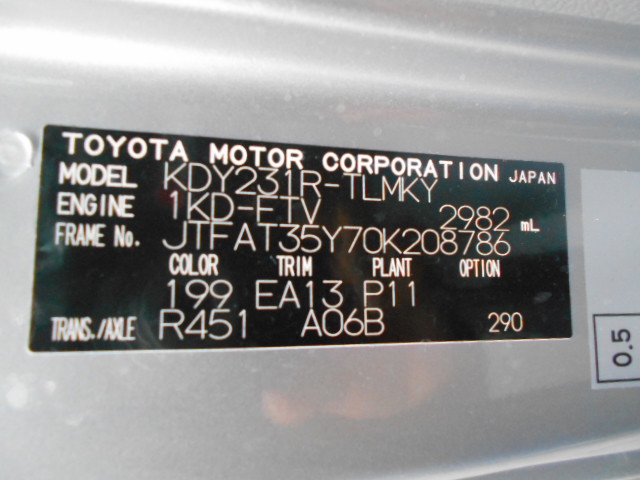 TOYOTA MOTOR CORPORATION JAPAN
MODEL KDY231R-TLMKY
ENGINE 1KD-FTV 2982 mL
FRAME No. JTFAT35Y70K208786
COLOR TRIM PLANT OPTION
199 EA13 P11
TRANS./AXLE R451 A06B 290
0.5